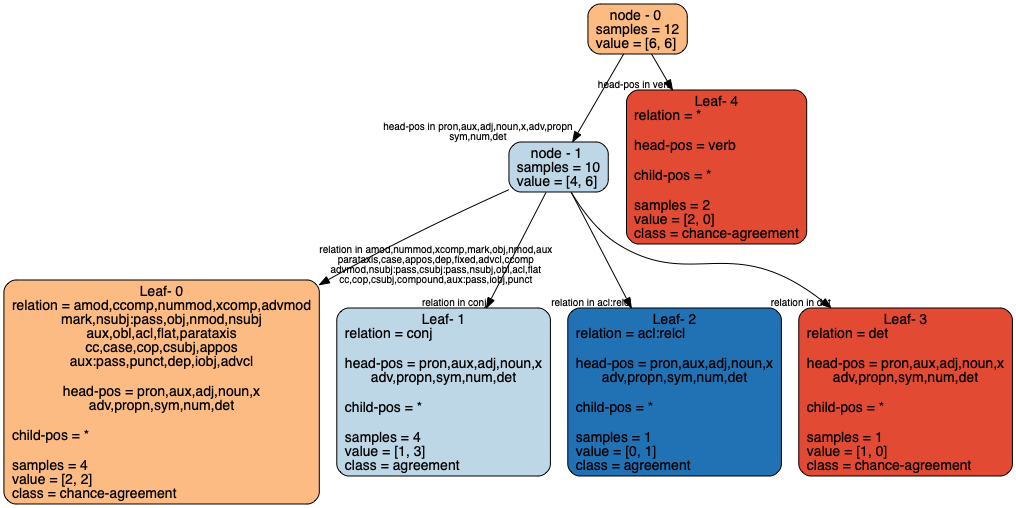 node - 0
samples = 12
value = [6, 6]
head-pos in verb
Leaf- 4
relation = *
head-pos = verb
child-pos = *
samples = 2
value = [2, 0]
class = chance-agreement
head-pos in pron,aux,adj,noun,x,adv,propn
sym,num,det
node - 1
samples = 10
value = [4, 6]
relation in amod,nummod,xcomp,mark,obj,nmod,aux
parataxis,case,appos,dep,fixed,advcl,ccomp
advmod,nsubj:pass,csubj:pass,nsubj,obl,acl,flat
cc,cop,csubj,compound,aux:pass,iobj,punct
relation in conj
relation in acl:relcl
relation in det
Leaf- 0
relation = amod,ccomp,nummod,xcomp,advmod
mark,nsubj:pass,obj,nmod,nsubj
aux,obl,acl,flat,parataxis
cc,case,cop,csubj,appos
aux:pass,punct,dep,iobj,advcl
head-pos = pron,aux,adj,noun,x
adv,propn,sym,num,det
child-pos = *
samples = 4
value = [2, 2]
class = chance-agreement
Leaf- 1
relation = conj
head-pos = pron,aux,adj,noun,x
adv,propn,sym,num,det
child-pos = *
samples = 4
value = [1, 3]
class = agreement
Leaf- 2
relation = acl:relcl
head-pos = pron,aux,adj,noun,x
adv,propn,sym,num,det
child-pos = *
samples = 1
value = [0, 1]
class = agreement
Leaf- 3
relation = det
head-pos = pron,aux,adj,noun,x
adv,propn,sym,num,det
child-pos = *
samples = 1
value = [1, 0]
class = chance-agreement